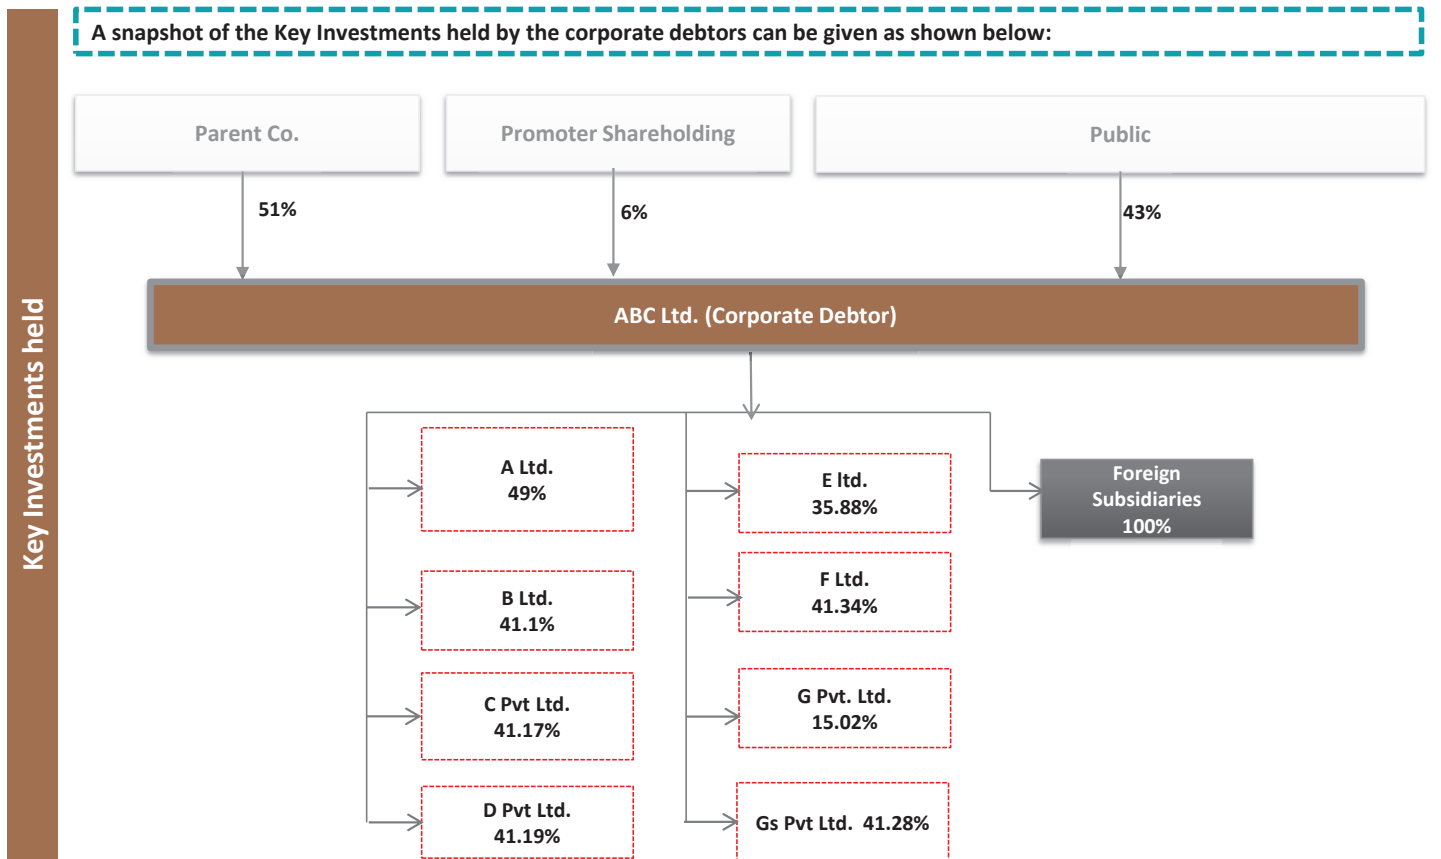 A snapshot of the Key Investments held by the corporate debtors can be given as shown below:
Key Investments held
Parent Co.
Promoter Shareholding
Public
51%
6%
43%
ABC Ltd. (Corporate Debtor)
A Ltd.
49%
B Ltd.
41.1%
C Pvt Ltd.
41.17%
D Pvt Ltd.
41.19%
E ltd.
35.88%
F Ltd.
41.34%
G Pvt. Ltd.
15.02%
Gs Pvt Ltd. 41.28%
Foreign
Subsidiaries
100%